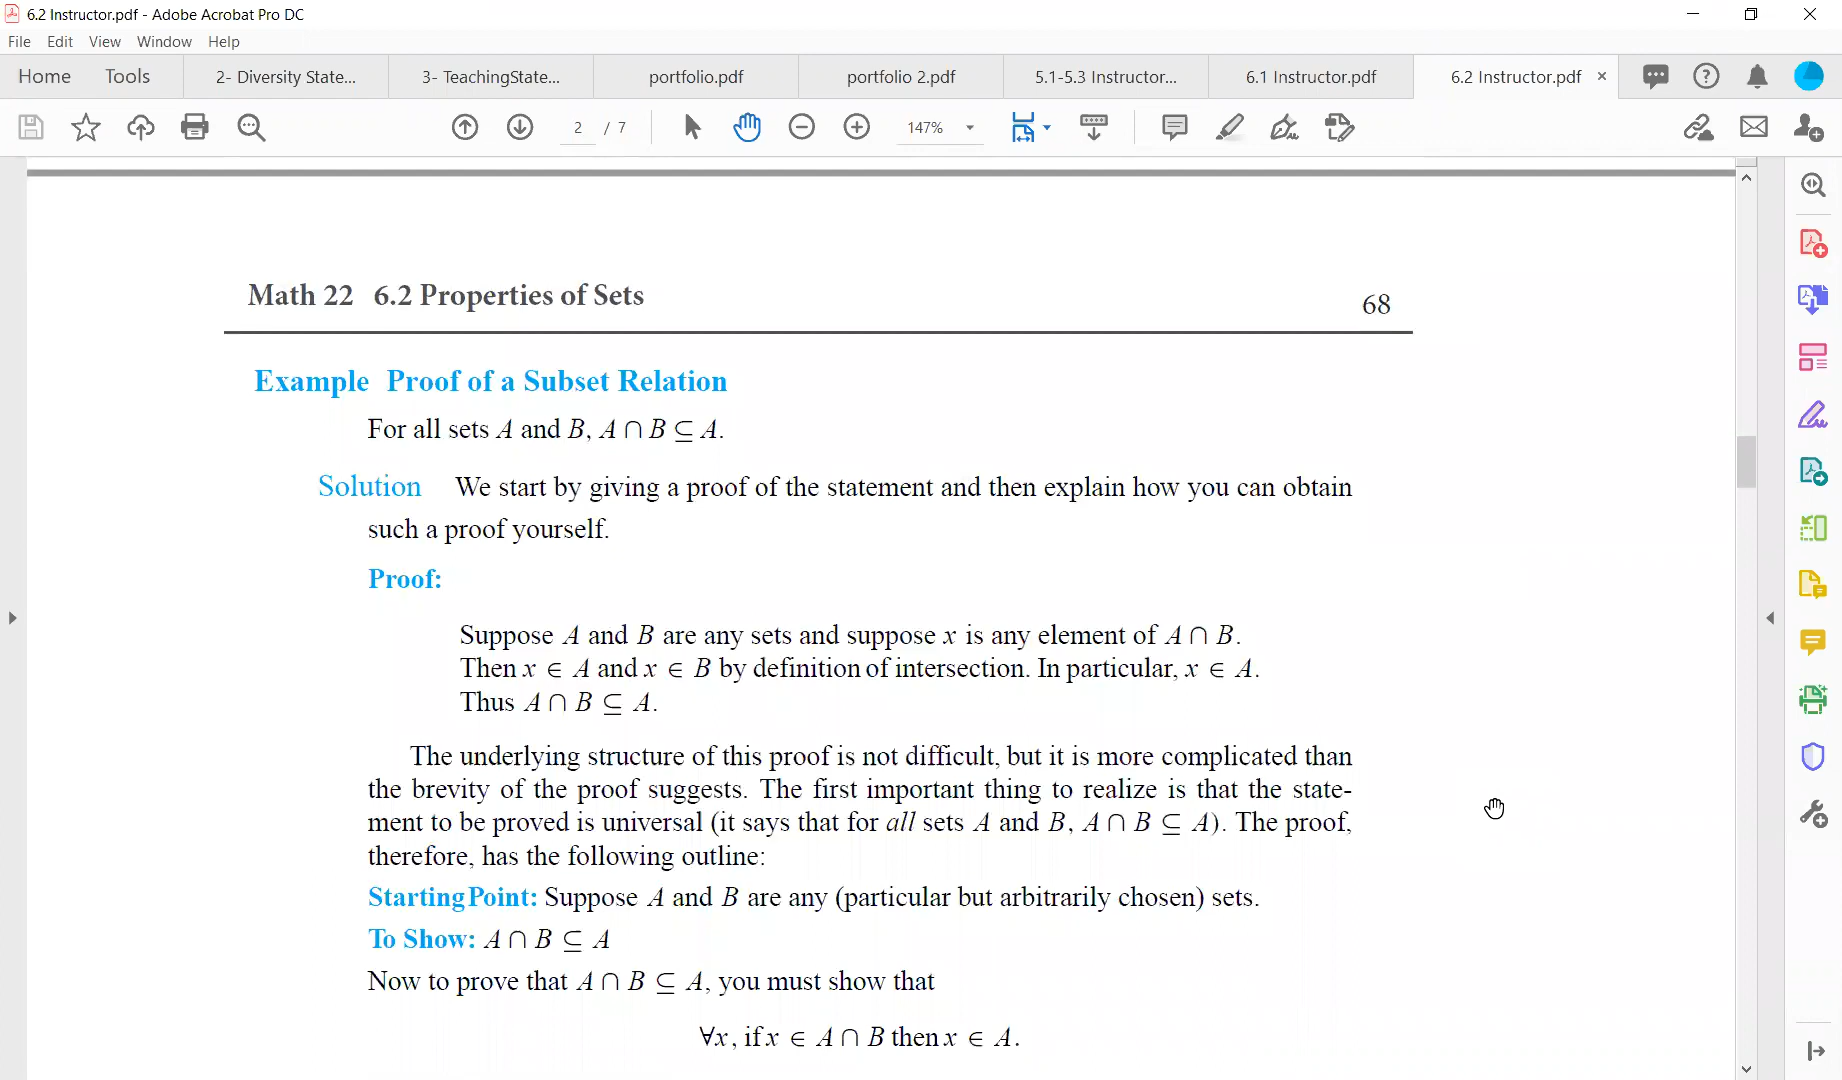 6.2 Instructor.pdf - Adobe Acrobat Pro DC
File Edit View Window Help
Home Tools 2- Diversity State... 3- TeachingState... portfolio.pdf portfolio 2.pdf 5.1-5.3 Instructor... 6.1 Instructor.pdf 6.2 Instructor.pdf ×
2 / 7 147%
Math 22 6.2 Properties of Sets 68
Example Proof of a Subset Relation
For all sets A and B, A ∩ B ⊆ A.
Solution We start by giving a proof of the statement and then explain how you can obtain
such a proof yourself.
Proof:
Suppose A and B are any sets and suppose x is any element of A ∩ B.
Then x ∈ A and x ∈ B by definition of intersection. In particular, x ∈ A.
Thus A ∩ B ⊆ A.
The underlying structure of this proof is not difficult, but it is more complicated than
the brevity of the proof suggests. The first important thing to realize is that the state-
ment to be proved is universal (it says that for all sets A and B, A ∩ B ⊆ A). The proof,
therefore, has the following outline:
Starting Point: Suppose A and B are any (particular but arbitrarily chosen) sets.
To Show: A ∩ B ⊆ A
Now to prove that A ∩ B ⊆ A, you must show that
∀x, if x ∈ A ∩ B then x ∈ A.